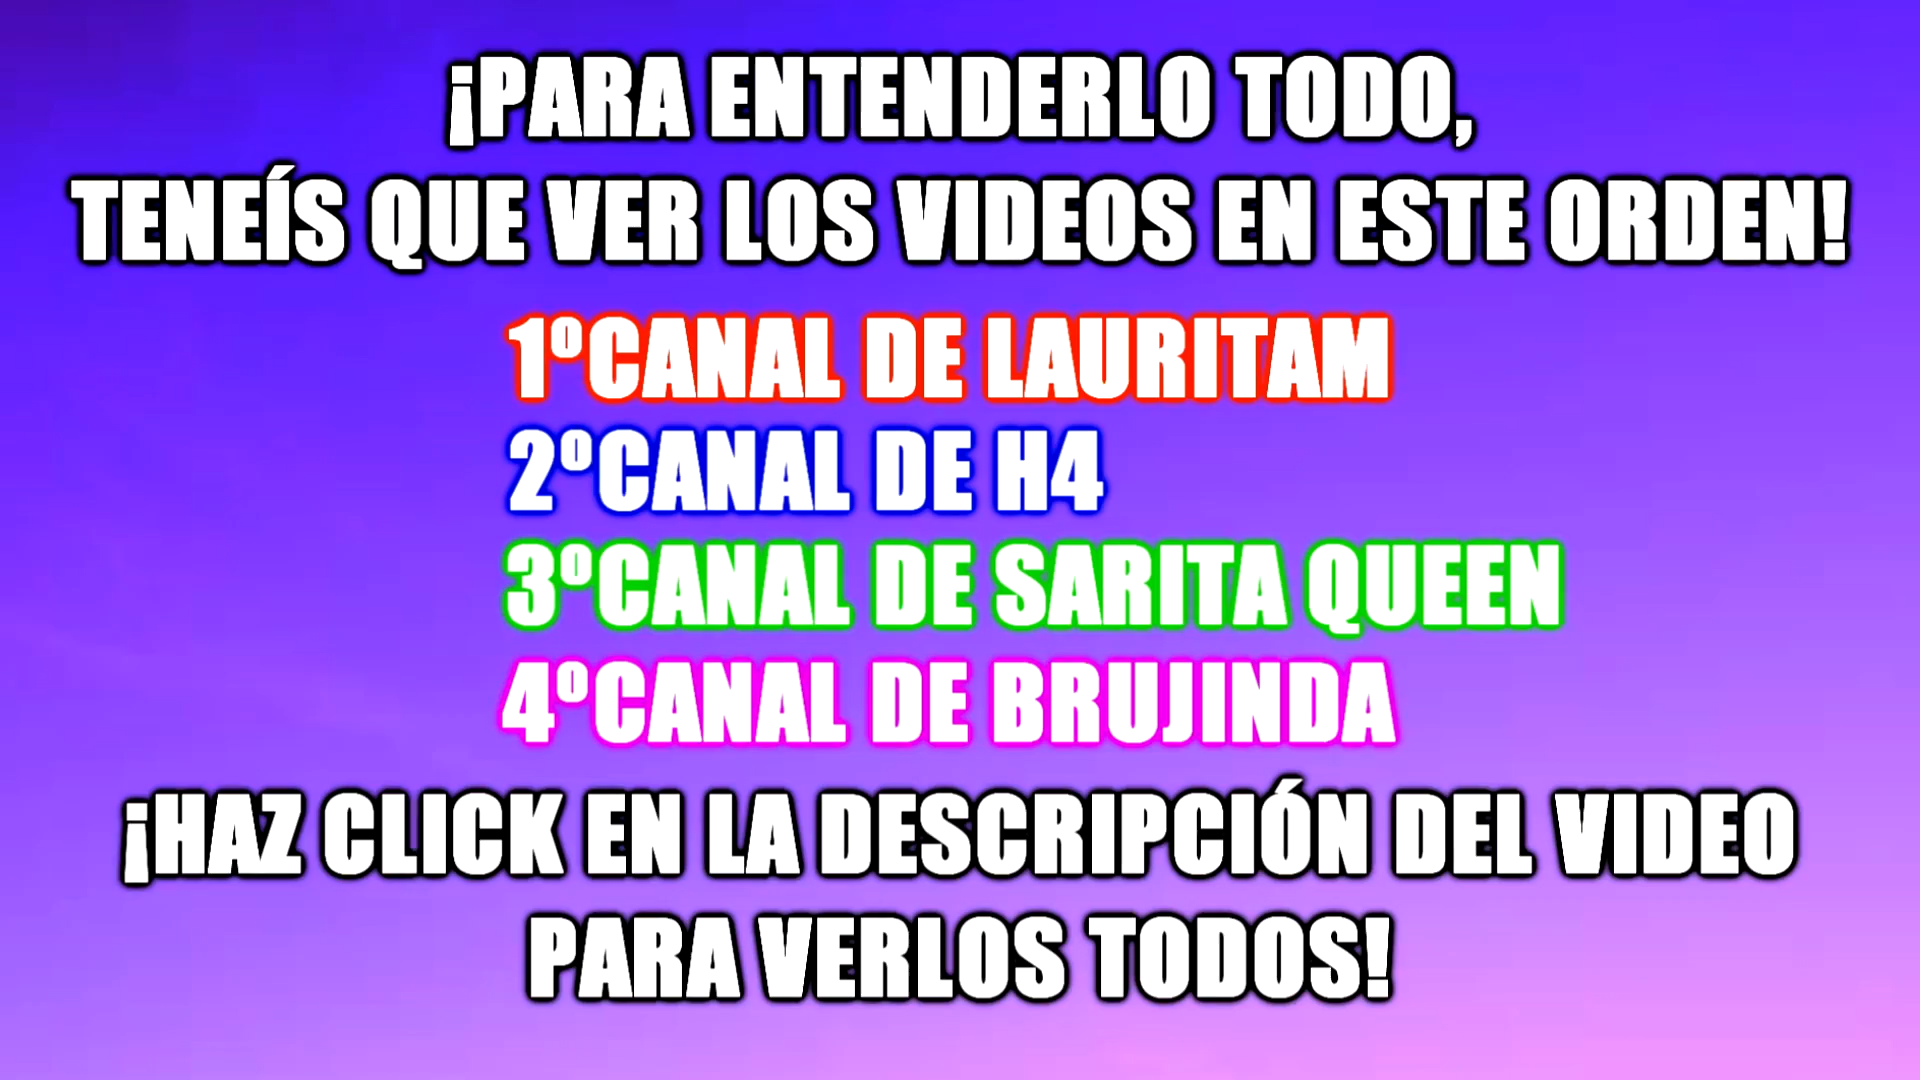 ¡PARA ENTENDERLO TODO,
TENEÍS QUE VER LOS VIDEOS EN ESTE ORDEN!
1ºCANAL DE LAURITAM
2ºCANAL DE H4
3ºCANAL DE SARITA QUEEN
4ºCANAL DE BRUJINDA
¡HAZ CLICK EN LA DESCRIPCIÓN DEL VIDEO
PARA VERLOS TODOS!